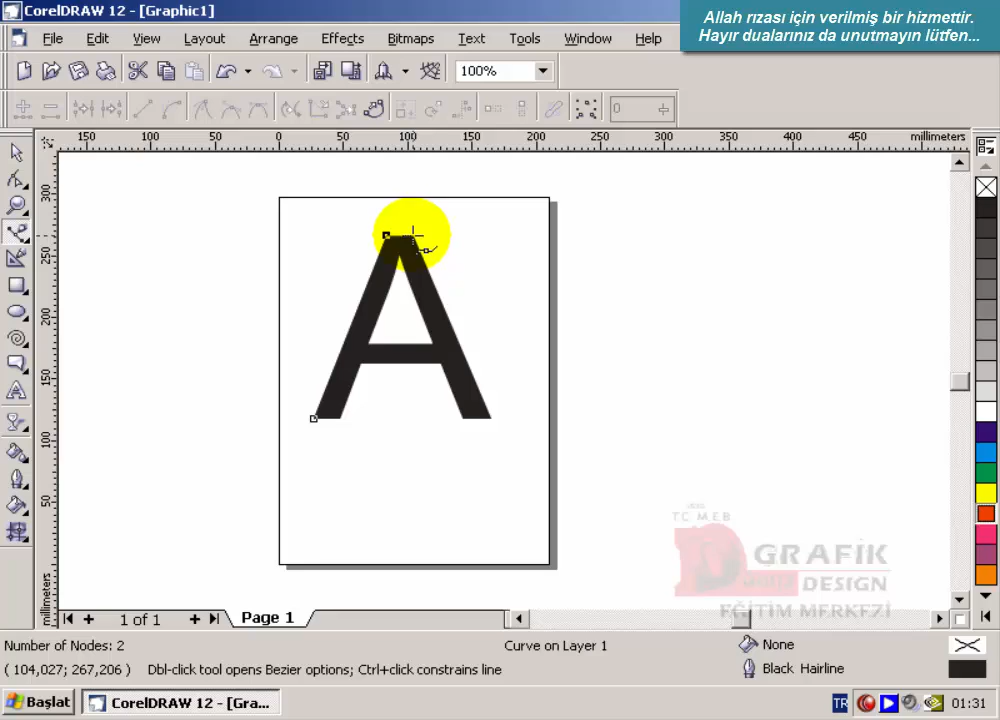 CorelDRAW 12 - [Graphic1]
Allah rızası için verilmiş bir hizmettir.
Hayır dualarınız da unutmayın lütfen...
File Edit View Layout Arrange Effects Bitmaps Text Tools Window Help
100%
0
150 100 50 0 50 100 150 200 250 300 350 400 450 millimeters
300
250
200
150
100
50
millimeters
A
TC M.E.B
GRAFİK
DESIGN
EĞİTİM MERKEZİ
1 of 1 Page 1
Number of Nodes: 2 Curve on Layer 1 None
( 104,027; 267,206 ) Dbl-click tool opens Bezier options; Ctrl+click constrains line Black Hairline
Başlat CorelDRAW 12 - [Gra... TR 01:31